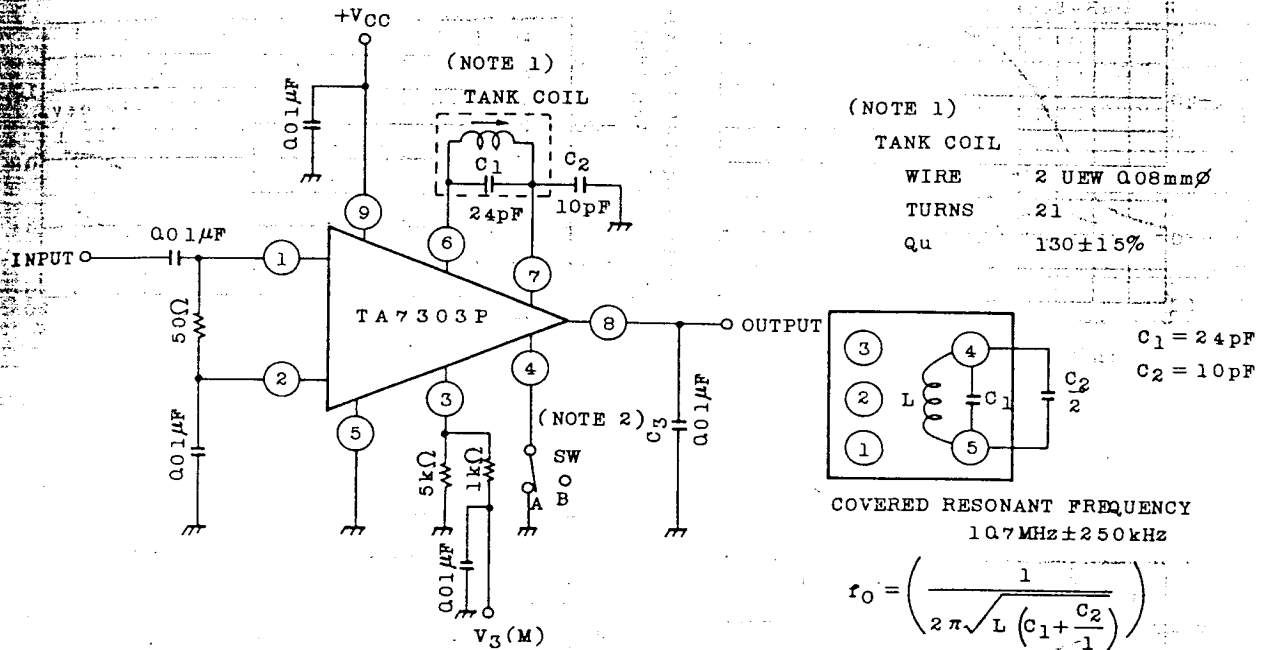 +VCC
(NOTE 1)
TANK COIL
0.01μF
C1
24pF
C2
10pF
9
6
7
0.01μF
INPUT
1
50Ω
TA7303P
8
OUTPUT
2
4
3
5
(NOTE 2)
C3
0.01μF
0.01μF
5kΩ
1kΩ
SW
A
B
0.01μF
V3(M)
(NOTE 1)
TANK COIL
WIRE 2 UEW 0.08mmØ
TURNS 21
Qu 130±15%
3
4
2
L
C1
C2/2
1
5
C1=24pF
C2=10pF
COVERED RESONANT FREQUENCY
10.7MHz±250kHz
fO=(1/(2π√(L(C1+C2/1))))